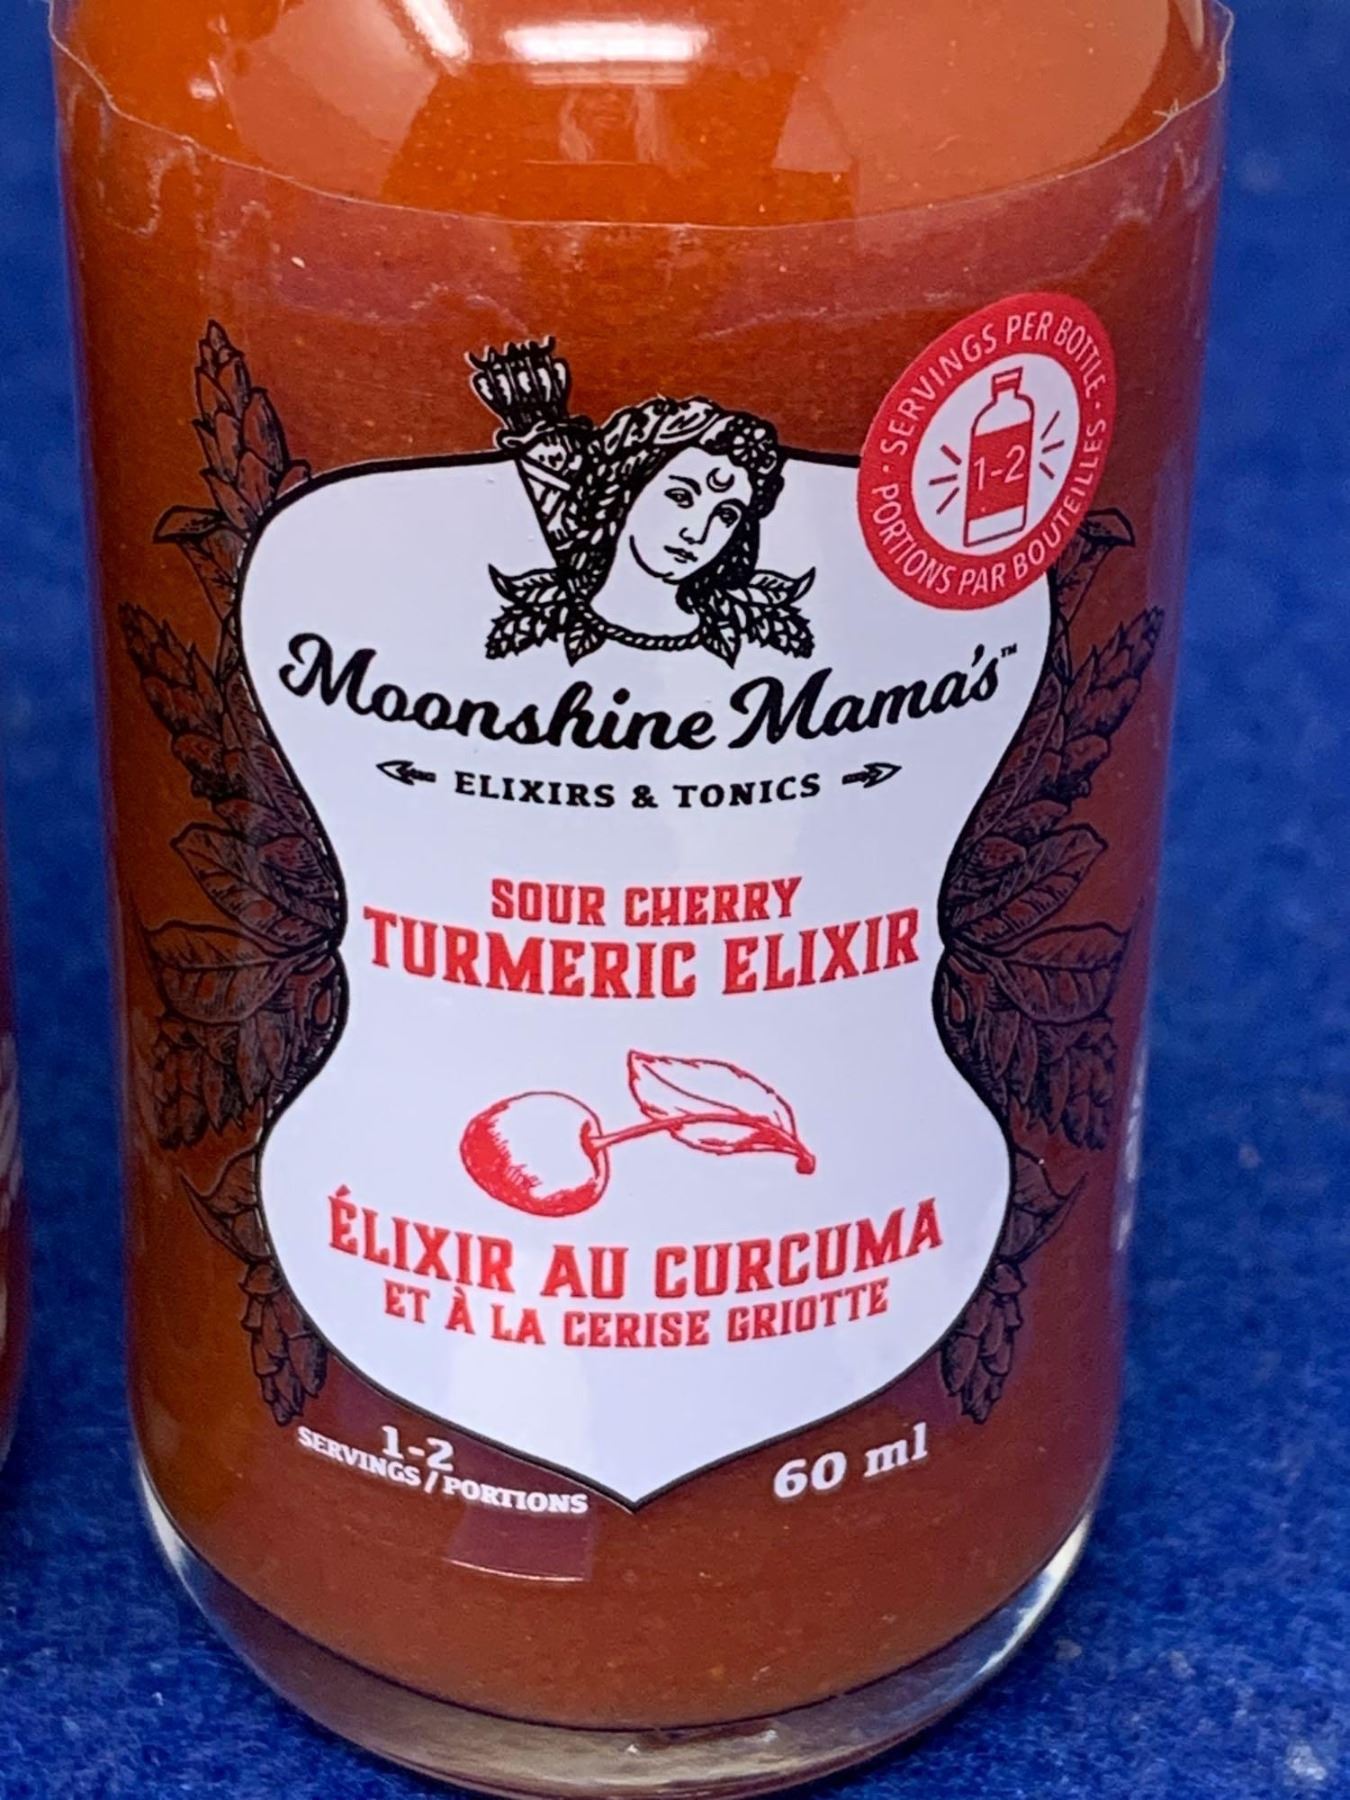 · SERVINGS PER BOTTLE ·
1-2
PORTIONS PAR BOUTEILLES
Moonshine Mama's™
ELIXIRS & TONICS
SOUR CHERRY
TURMERIC ELIXIR
ÉLIXIR AU CURCUMA
ET À LA CERISE GRIOTTE
1-2
SERVINGS / PORTIONS
60 ml